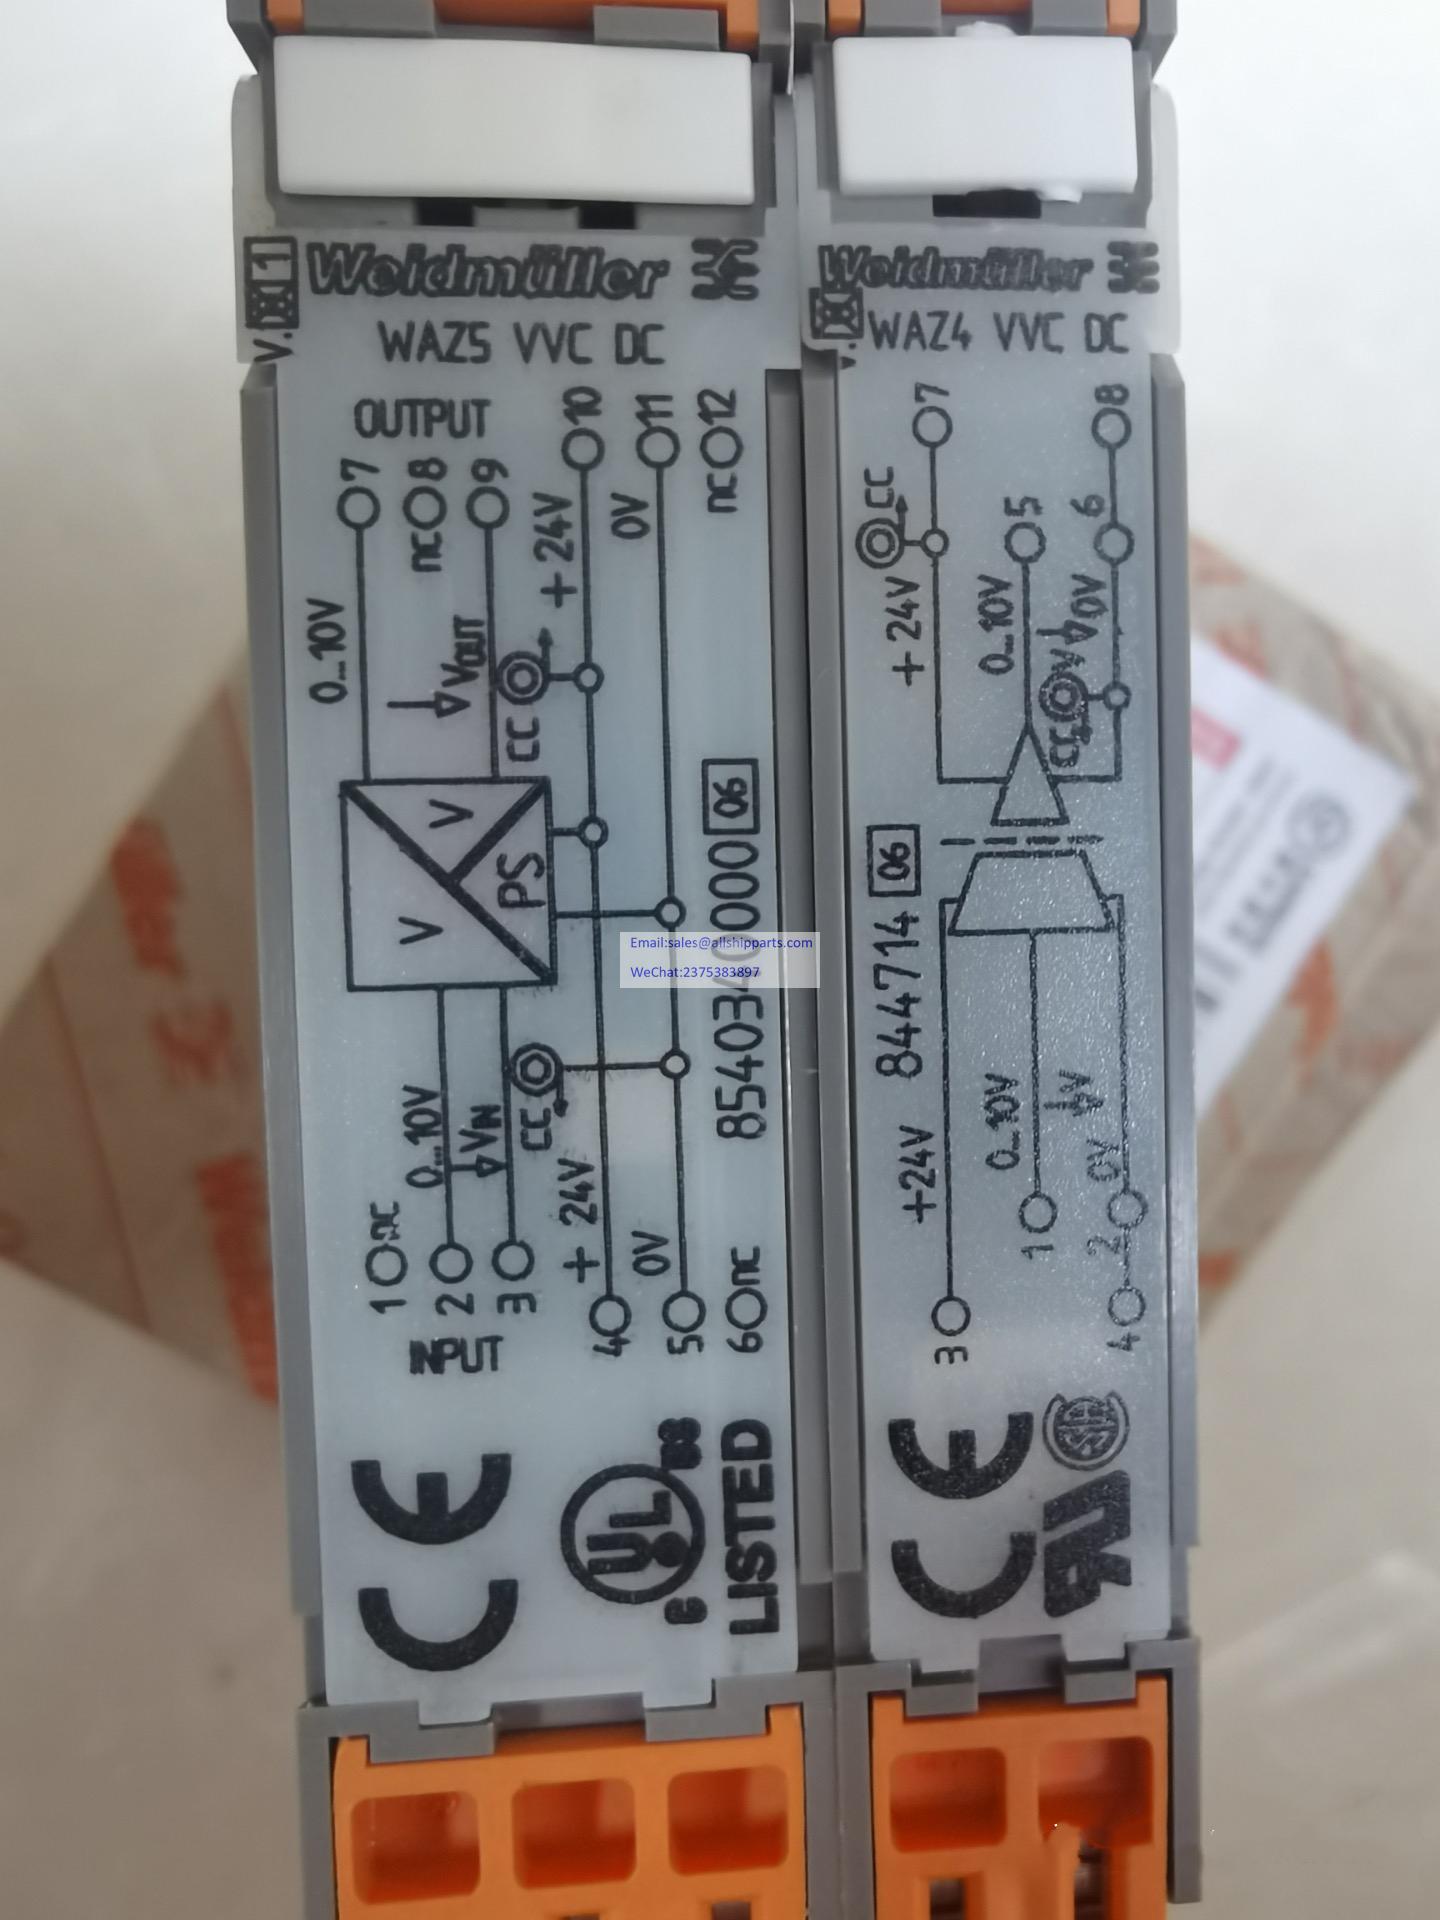 Weidmüller
WAZ5 VVC DC
OUTPUT
7
nc 8
9
10
11
nc 12
0...10V
VOUT
CC
+24V
0V
V
V
PS
8540340000 06
0...10V
VIN
CC
+24V
0V
1 nc
2
3
4
5
6 nc
INPUT
CE
UL
LISTED
Weidmüller
WAZ4 VVC DC
7
8
CC
+24V
5
6
0...10V
V
0V
CC
844714 06
+24V
0...10V
V
0V
1
2
3
4
CE
Email:sales@allshipparts.com
WeChat:2375383897